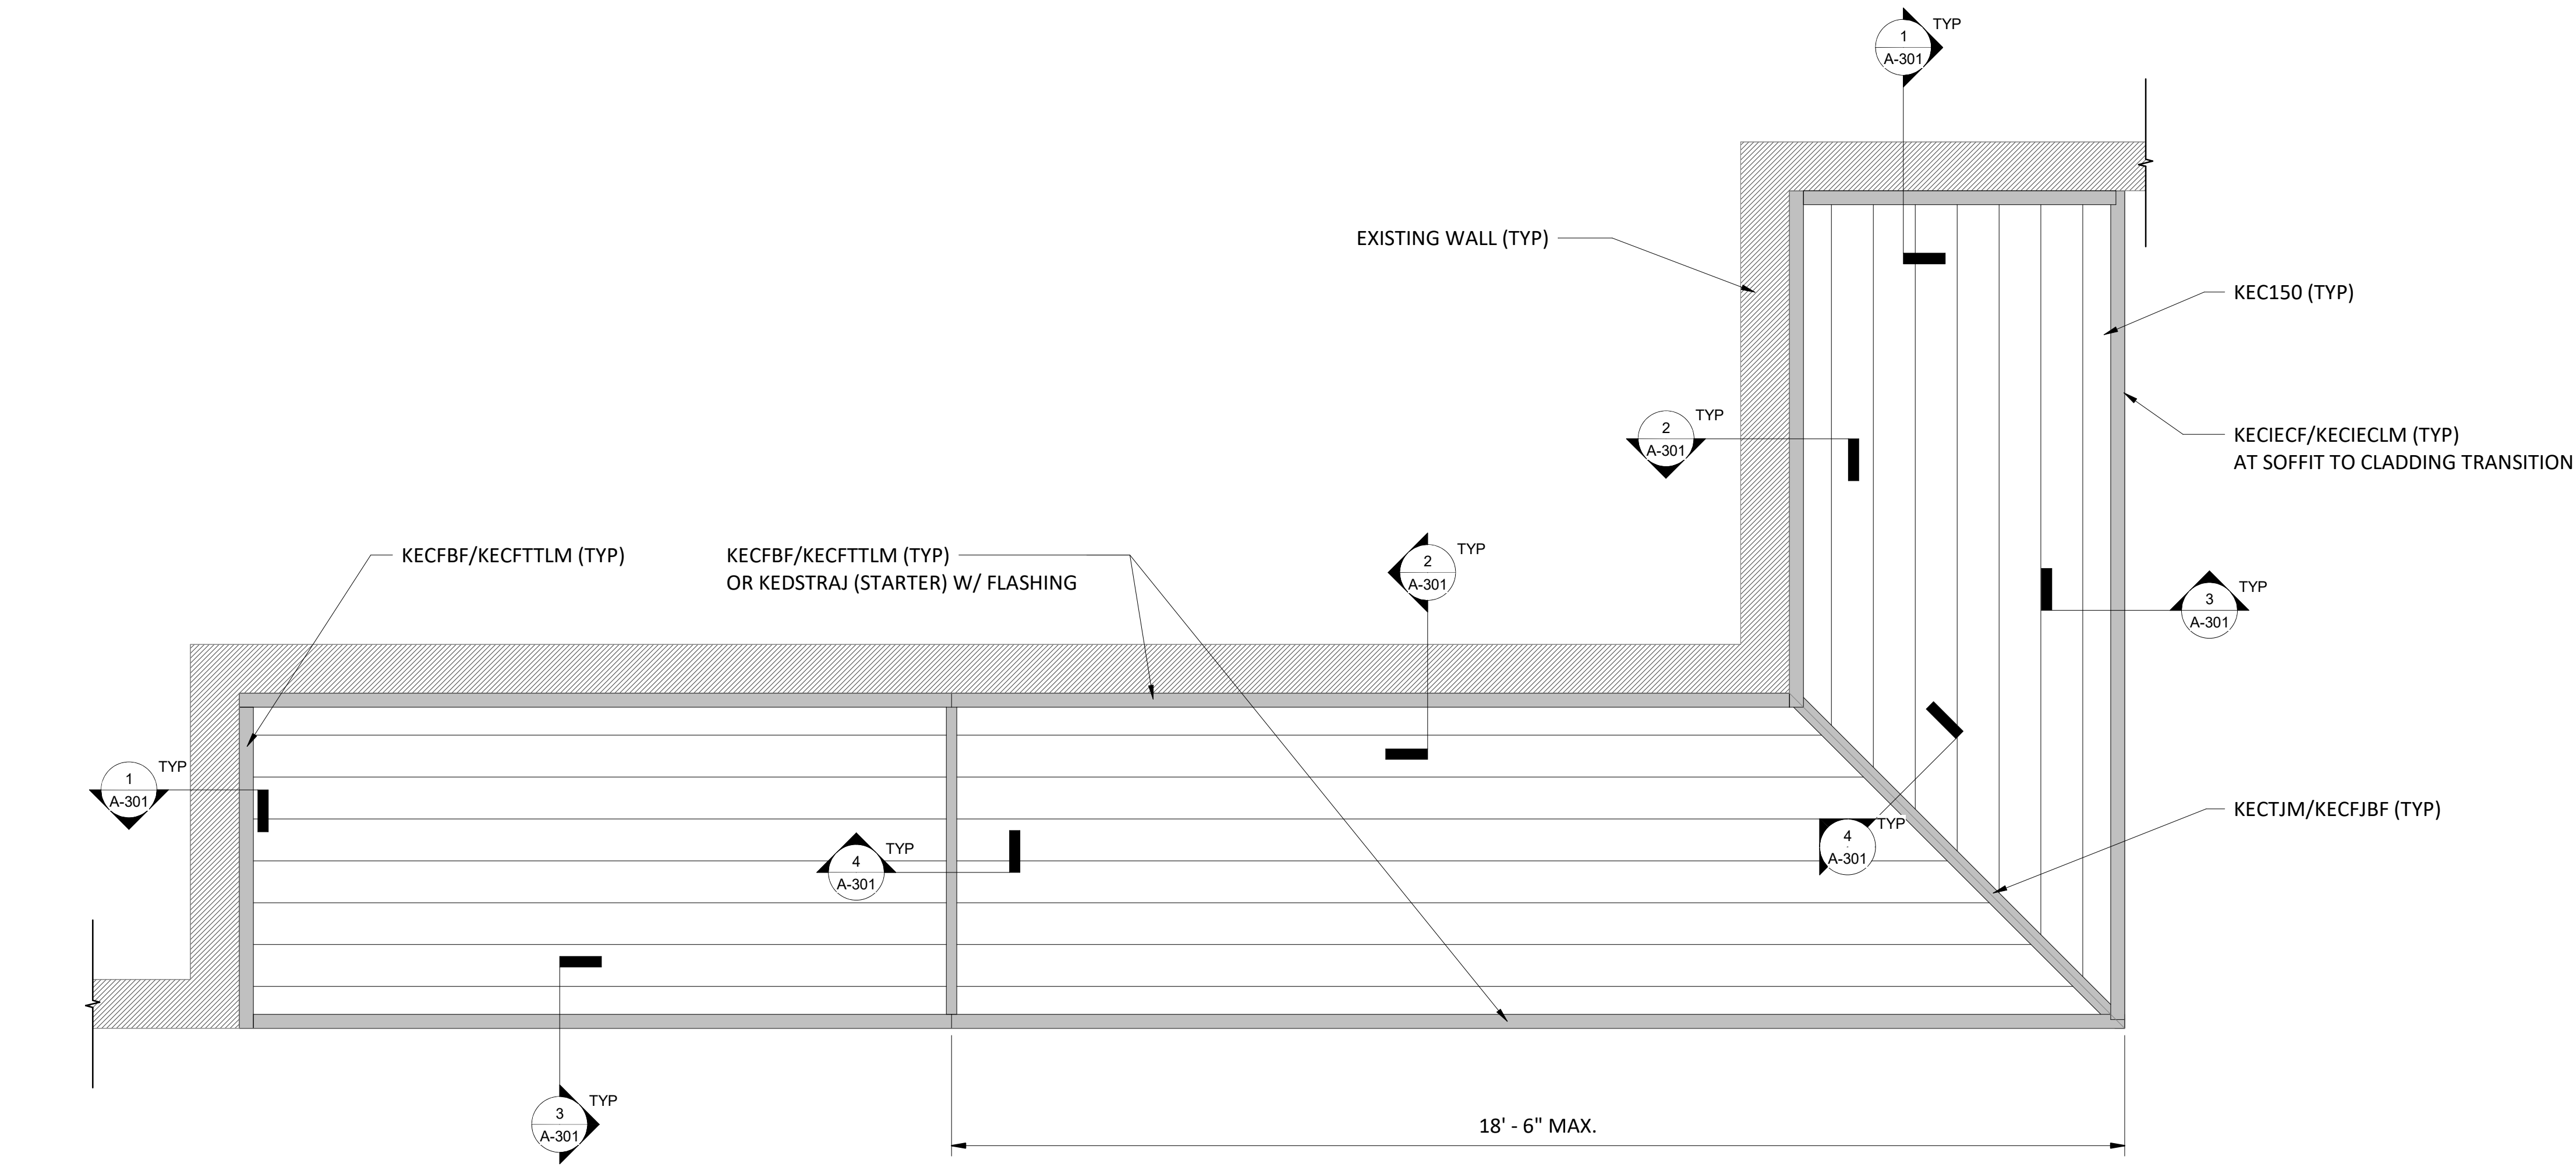 1
A-301
TYP
EXISTING WALL (TYP)
KEC150 (TYP)
2
A-301
TYP
KECIECF/KECIECLM (TYP)
AT SOFFIT TO CLADDING TRANSITION
KECFBF/KECFTTLM (TYP)
KECFBF/KECFTTLM (TYP)
OR KEDSTRAJ (STARTER) W/ FLASHING
2
A-301
TYP
3
A-301
TYP
1
A-301
TYP
4
A-301
TYP
4
A-301
TYP
KECTJM/KECFJBF (TYP)
3
A-301
TYP
18' - 6" MAX.